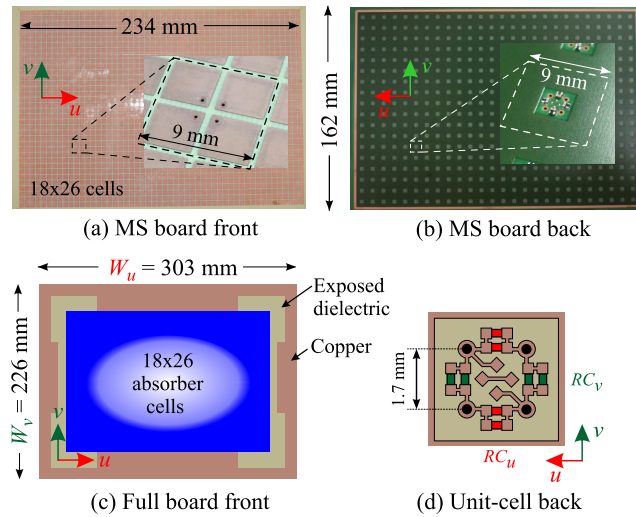 234 mm
v
u
9 mm
18x26 cells
(a) MS board front
162 mm
v
u
9 mm
(b) MS board back
W_u = 303 mm
W_v = 226 mm
Exposed
dielectric
Copper
18x26
absorber
cells
v
u
(c) Full board front
1.7 mm
RC_v
RC_u
v
u
(d) Unit-cell back